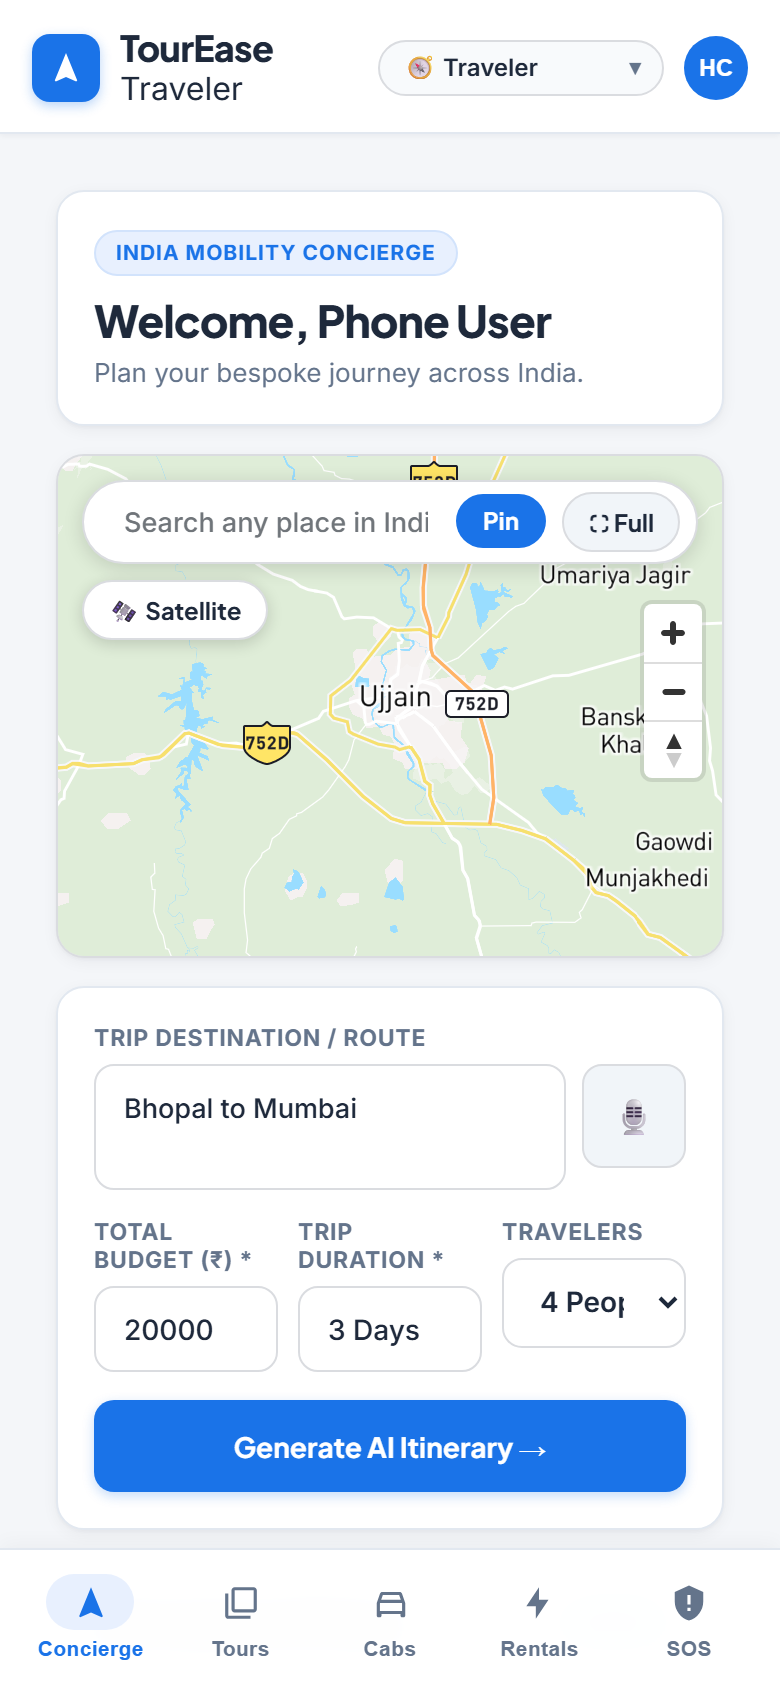 TourEase
Traveler
Traveler
HC
INDIA MOBILITY CONCIERGE
Welcome, Phone User
Plan your bespoke journey across India.
Search any place in Indi
Pin
Full
Satellite
Umariya Jagir
Ujjain
752D
752D
Bansk
Kha
Gaowdi
Munjakhedi
TRIP DESTINATION / ROUTE
Bhopal to Mumbai
TOTAL
BUDGET (₹) *
TRIP
DURATION *
TRAVELERS
20000
3 Days
4 Peop
Generate AI Itinerary →
Concierge
Tours
Cabs
Rentals
SOS